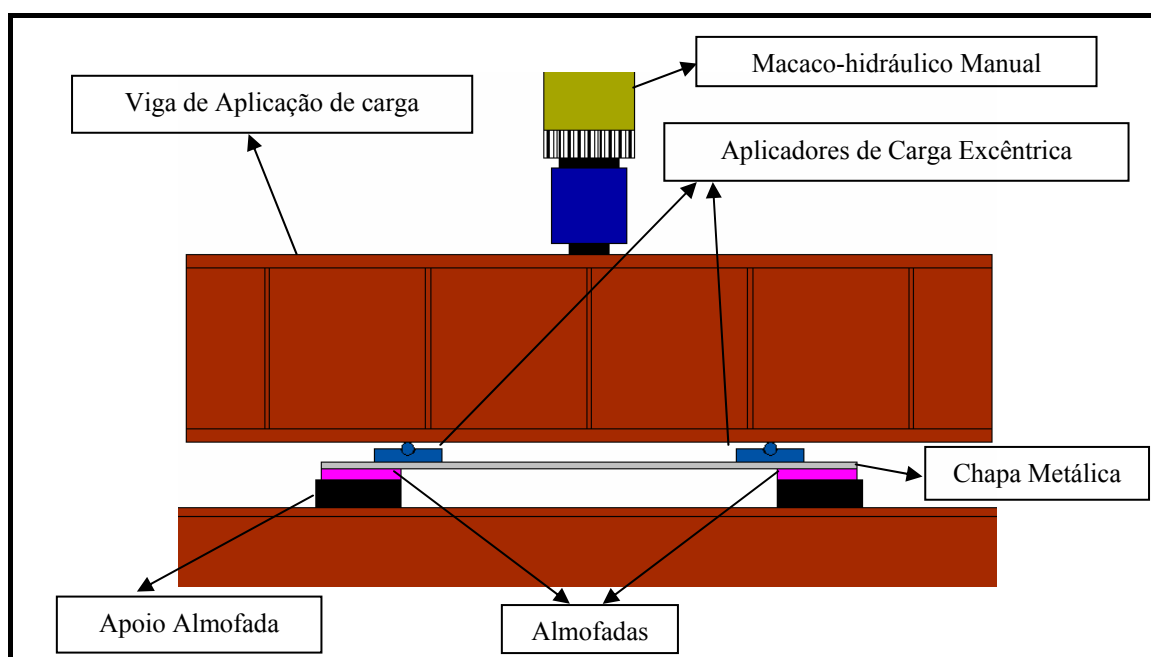 Macaco-hidráulico Manual
Viga de Aplicação de carga
Aplicadores de Carga Excêntrica
Chapa Metálica
Apoio Almofada
Almofadas